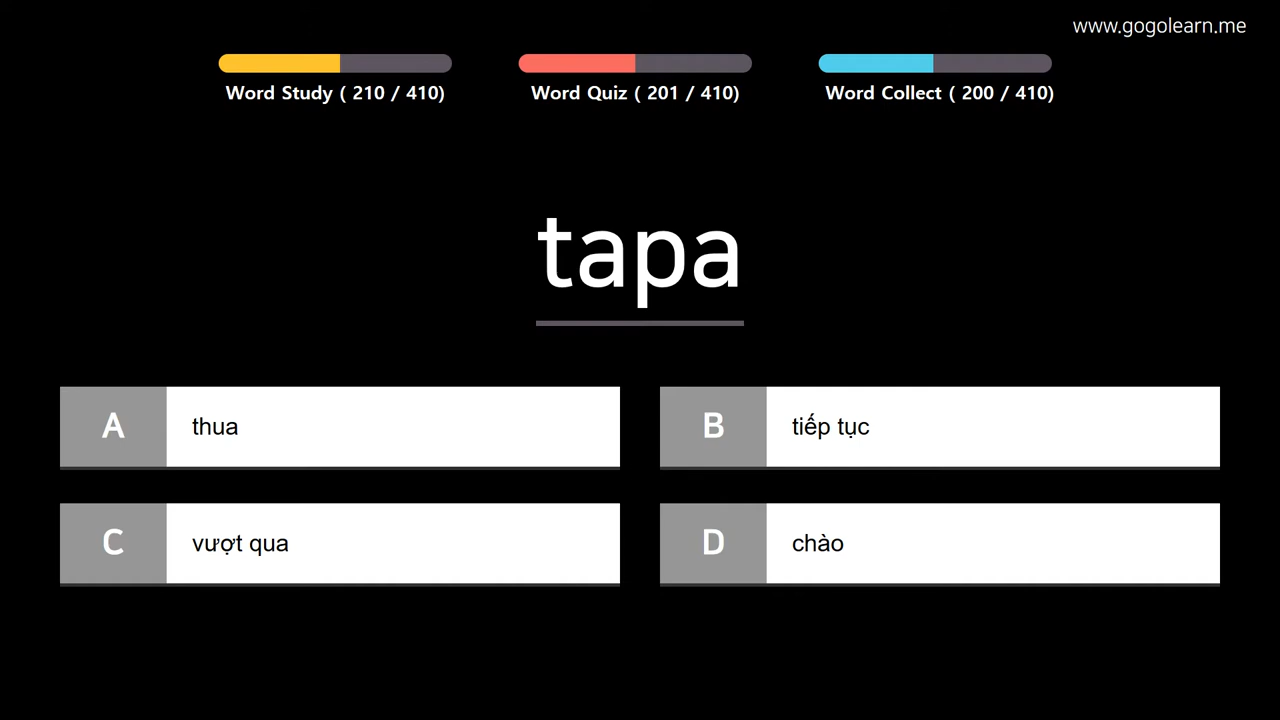 www.gogolearn.me
Word Study ( 210 / 410)
Word Quiz ( 201 / 410)
Word Collect ( 200 / 410)
tapa
A thua
B tiếp tục
C vượt qua
D chào